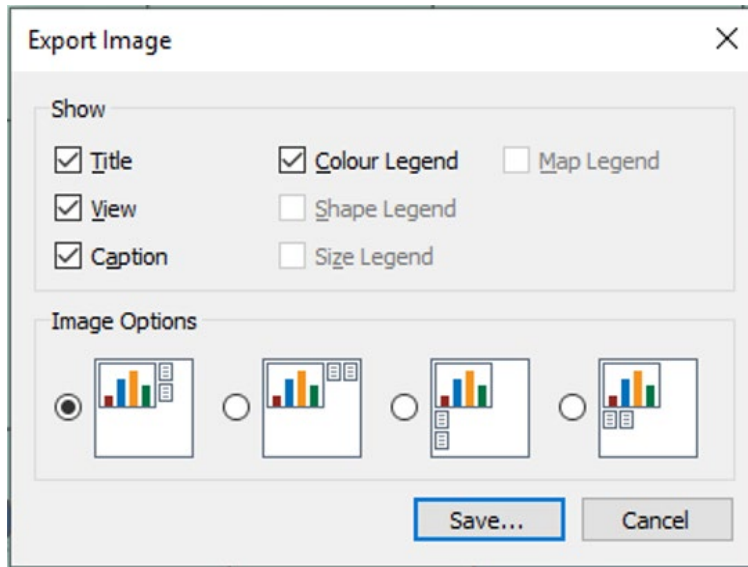 Export Image
Show
Title
Colour Legend
Map Legend
View
Shape Legend
Caption
Size Legend
Image Options
Save...
Cancel